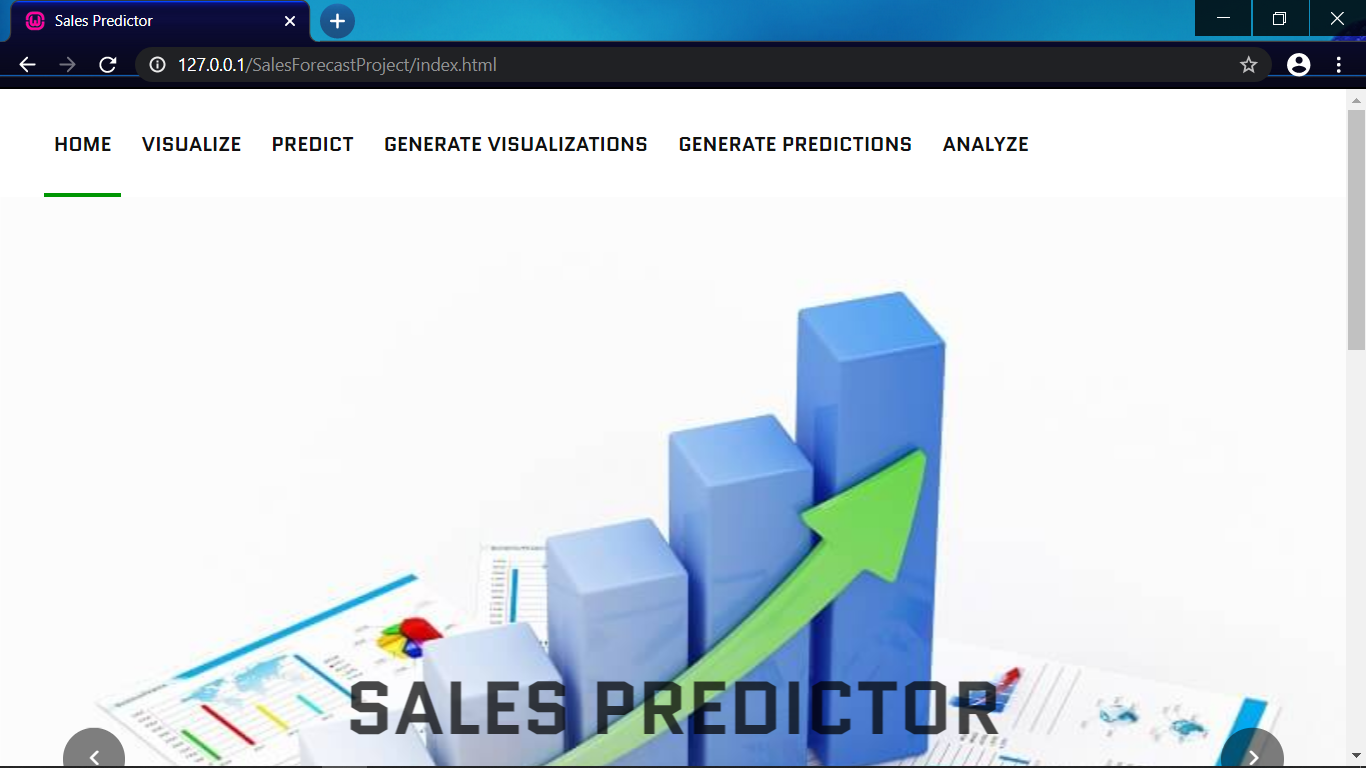 Sales Predictor
127.0.0.1/SalesForecastProject/index.html
HOME VISUALIZE PREDICT GENERATE VISUALIZATIONS GENERATE PREDICTIONS ANALYZE
SALES PREDICTOR